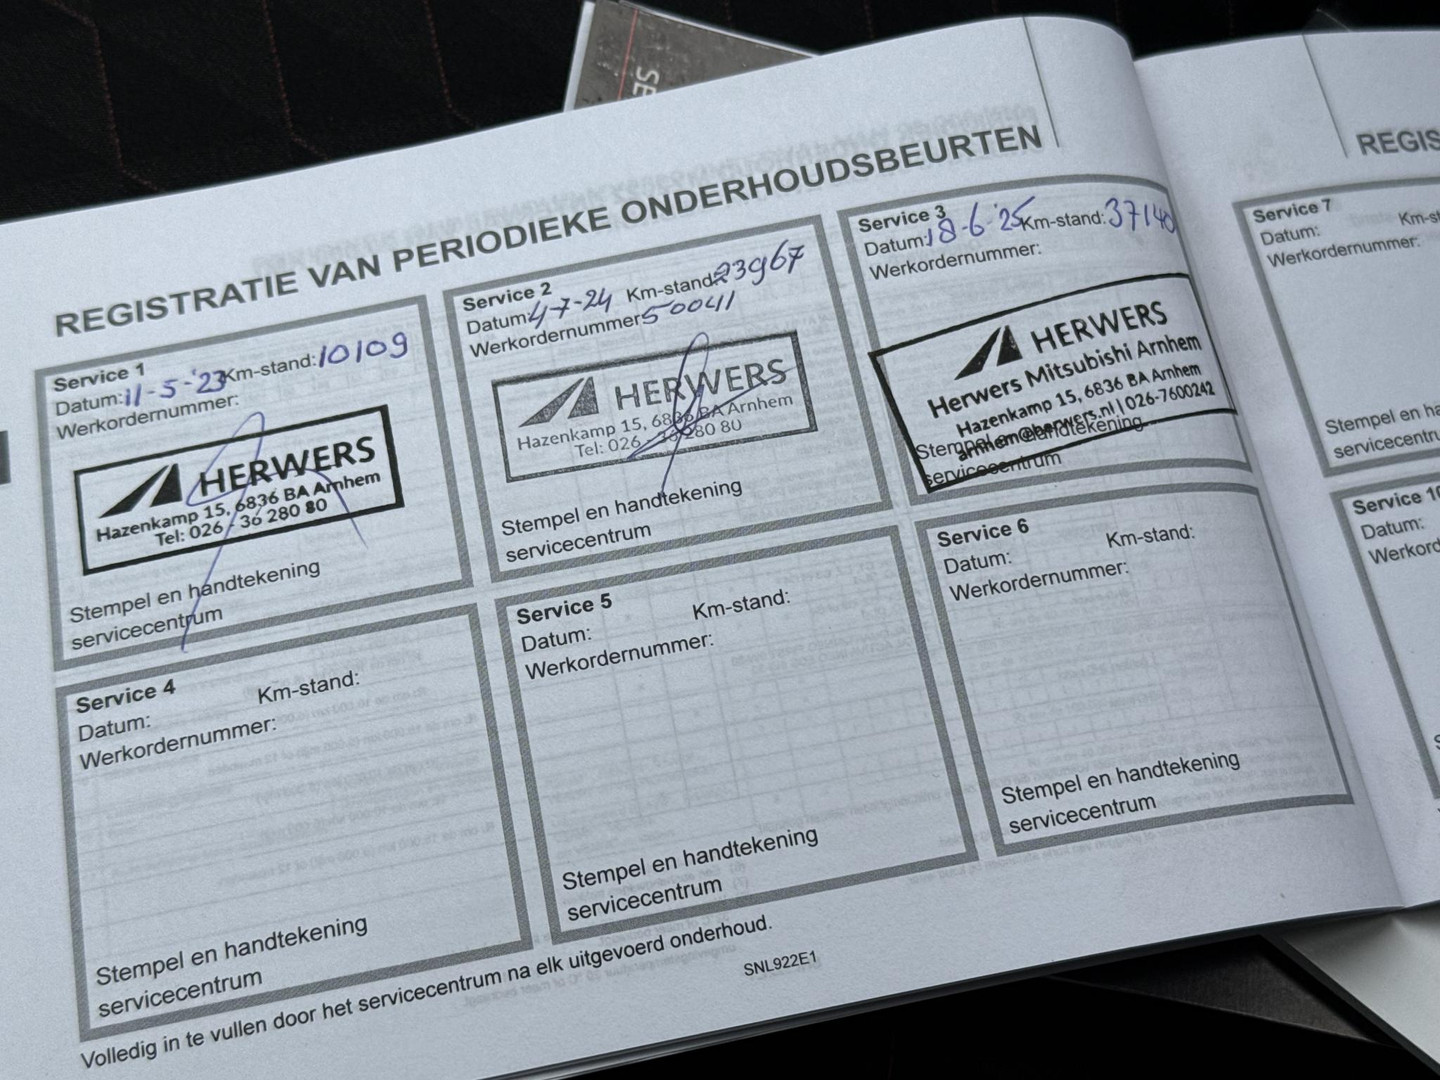 SE
REGISTRATIE VAN PERIODIEKE ONDERHOUDSBEURTEN
Service 1
Datum: 11-5-'23 Km-stand: 10109
Werkordernummer:
HERWERS
Hazenkamp 15, 6836 BA Arnhem
Tel: 026 - 36 280 80
Stempel en handtekening
servicecentrum
Service 2
Datum: 4-7-24 Km-stand: 23967
Werkordernummer: 50041
HERWERS
Hazenkamp 15, 6836 BA Arnhem
Tel: 026 - 36 280 80
Stempel en handtekening
servicecentrum
Service 3
Datum: 18-6-'25 Km-stand: 37140
Werkordernummer:
HERWERS
Herwers Mitsubishi Arnhem
Hazenkamp 15, 6836 BA Arnhem
arnhem@herwers.nl | 026-7600242
Stempel en handtekening
servicecentrum
Service 4
Datum: Km-stand:
Werkordernummer:
Stempel en handtekening
servicecentrum
Service 5
Datum: Km-stand:
Werkordernummer:
Stempel en handtekening
servicecentrum
Service 6
Datum: Km-stand:
Werkordernummer:
Stempel en handtekening
servicecentrum
Volledig in te vullen door het servicecentrum na elk uitgevoerd onderhoud.
SNL922E1
REGIS
Service 7
Datum: Km-st
Werkordernummer:
Stempel en ha
servicecentru
Service 10
Datum:
Werkord